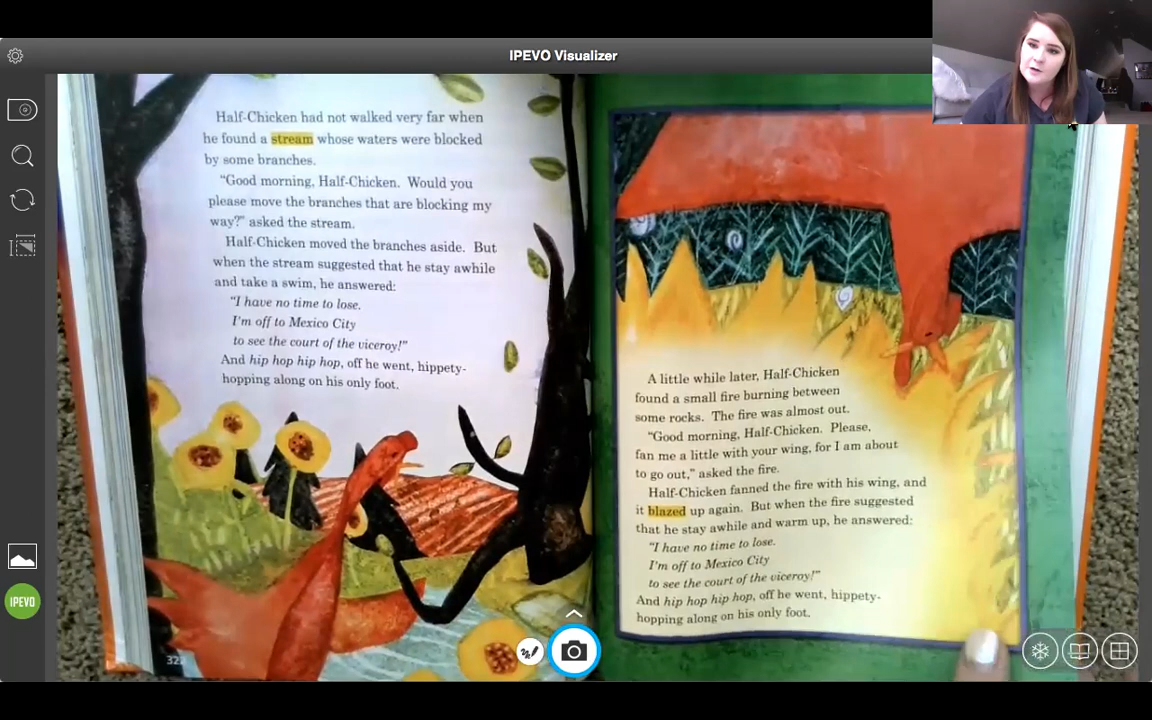 IPEVO Visualizer
Half-Chicken had not walked very far when
he found a stream whose waters were blocked
by some branches.
"Good morning, Half-Chicken. Would you
please move the branches that are blocking my
way?" asked the stream.
Half-Chicken moved the branches aside. But
when the stream suggested that he stay awhile
and take a swim, he answered:
"I have no time to lose.
I'm off to Mexico City
to see the court of the viceroy!"
And hip hop hip hop, off he went, hippety-
hopping along on his only foot.
A little while later, Half-Chicken
found a small fire burning between
some rocks. The fire was almost out.
"Good morning, Half-Chicken. Please,
fan me a little with your wing, for I am about
to go out," asked the fire.
Half-Chicken fanned the fire with his wing, and
it blazed up again. But when the fire suggested
that he stay awhile and warm up, he answered:
"I have no time to lose.
I'm off to Mexico City
to see the court of the viceroy!"
And hip hop hip hop, off he went, hippety-
hopping along on his only foot.
IPEVO